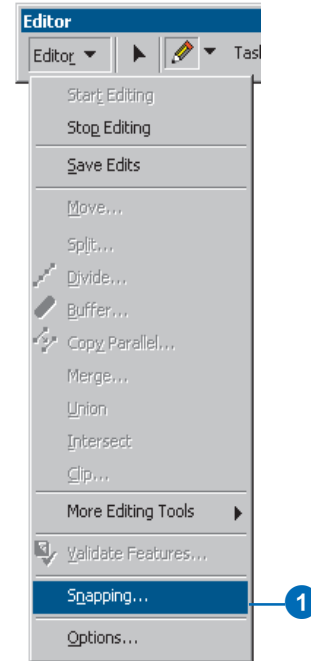 Editor
Editor Tas
Start Editing
Stop Editing
Save Edits
Move...
Split...
Divide...
Buffer...
Copy Parallel...
Merge...
Union
Intersect
Clip...
More Editing Tools
Validate Features...
Snapping...
1
Options...